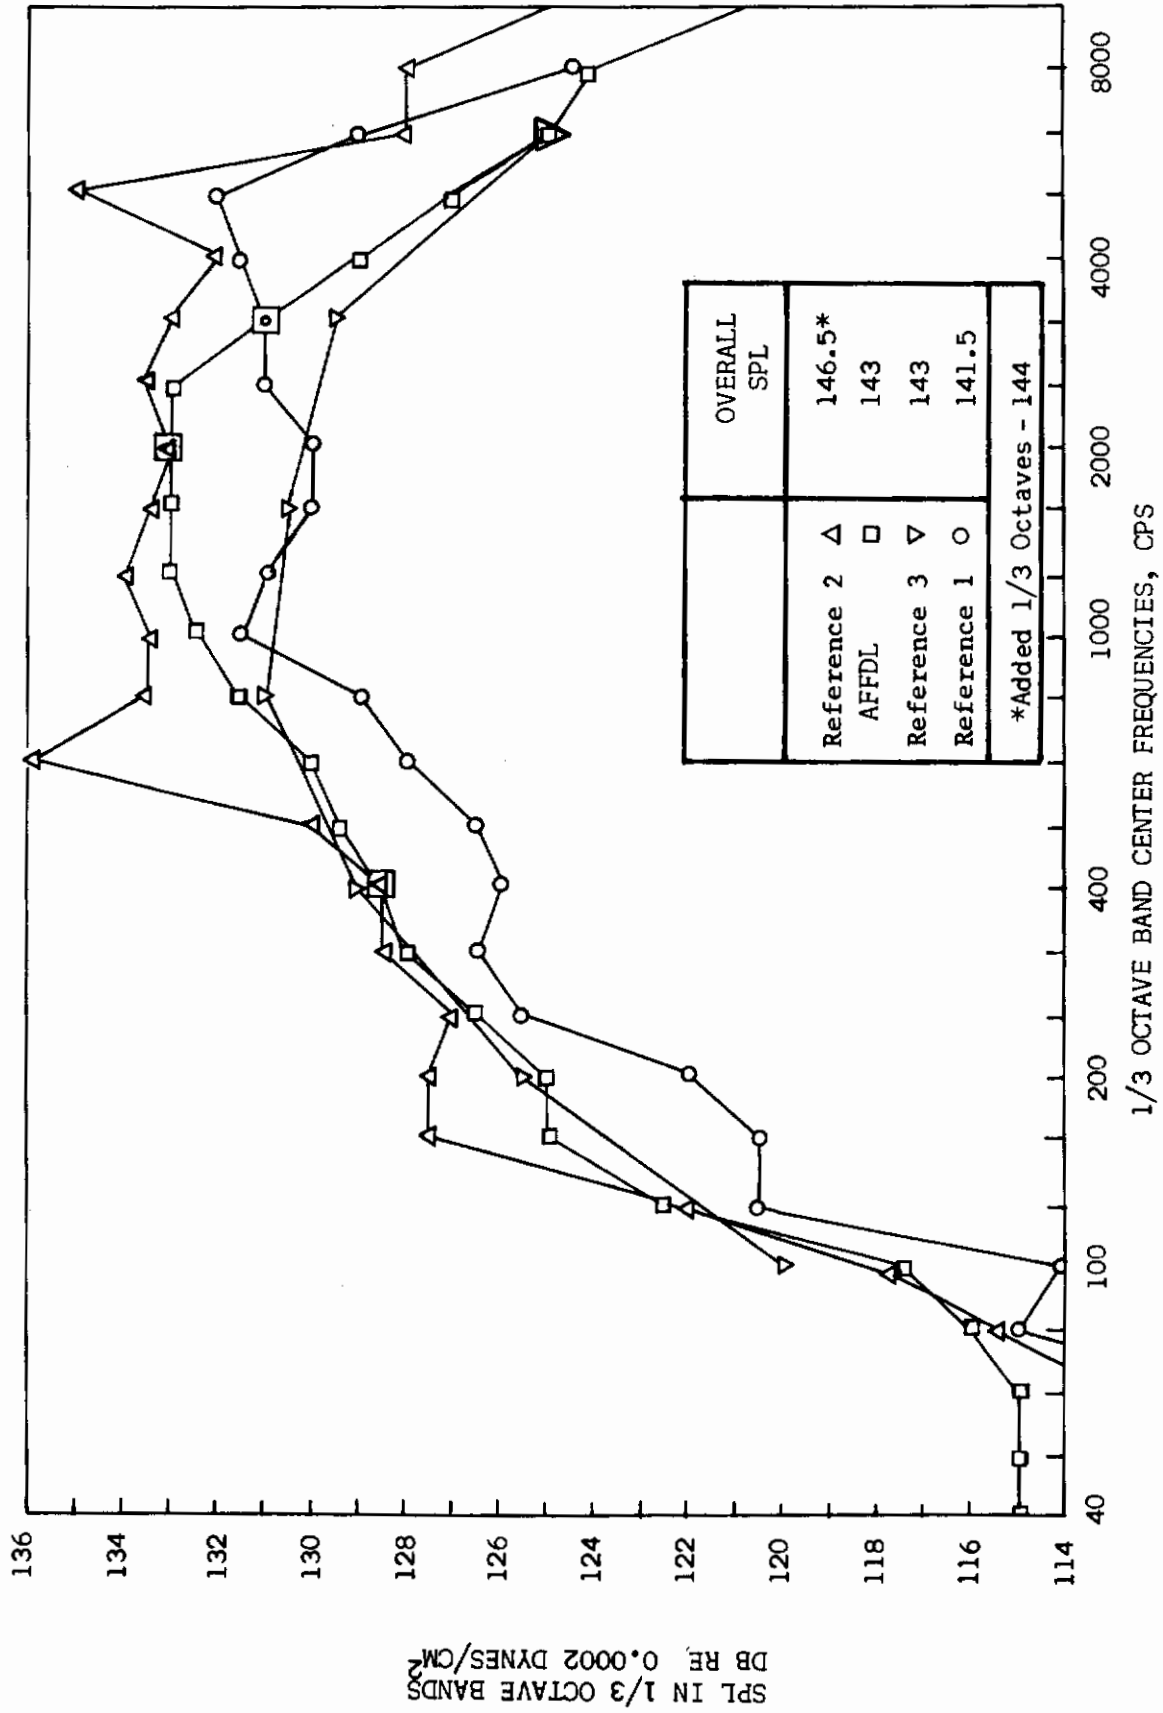 136
134
132
130
128
126
124
122
120
118
116
114
SPL IN 1/3 OCTAVE BANDS
DB RE 0.0002 DYNES/CM2
40
100
200
400
1000
2000
4000
8000
1/3 OCTAVE BAND CENTER FREQUENCIES, CPS
OVERALL
SPL
Reference 2 △ 146.5*
AFFDL □ 143
Reference 3 ▽ 143
Reference 1 ○ 141.5
*Added 1/3 Octaves - 144